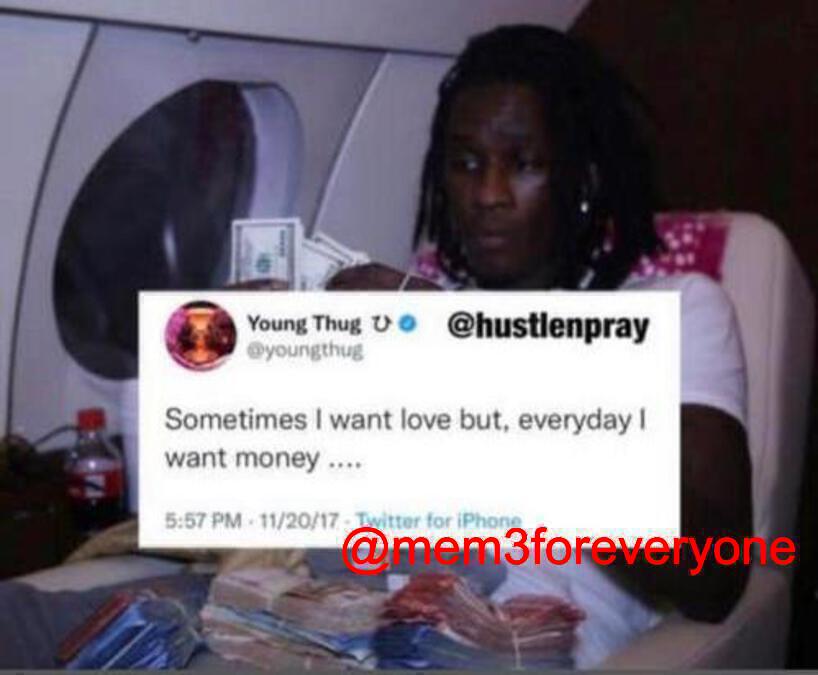 Young Thug ひ @hustlenpray
@youngthug
Sometimes I want love but, everyday I
want money ....
5:57 PM · 11/20/17 · Twitter for iPhone
@mem3foreveryone